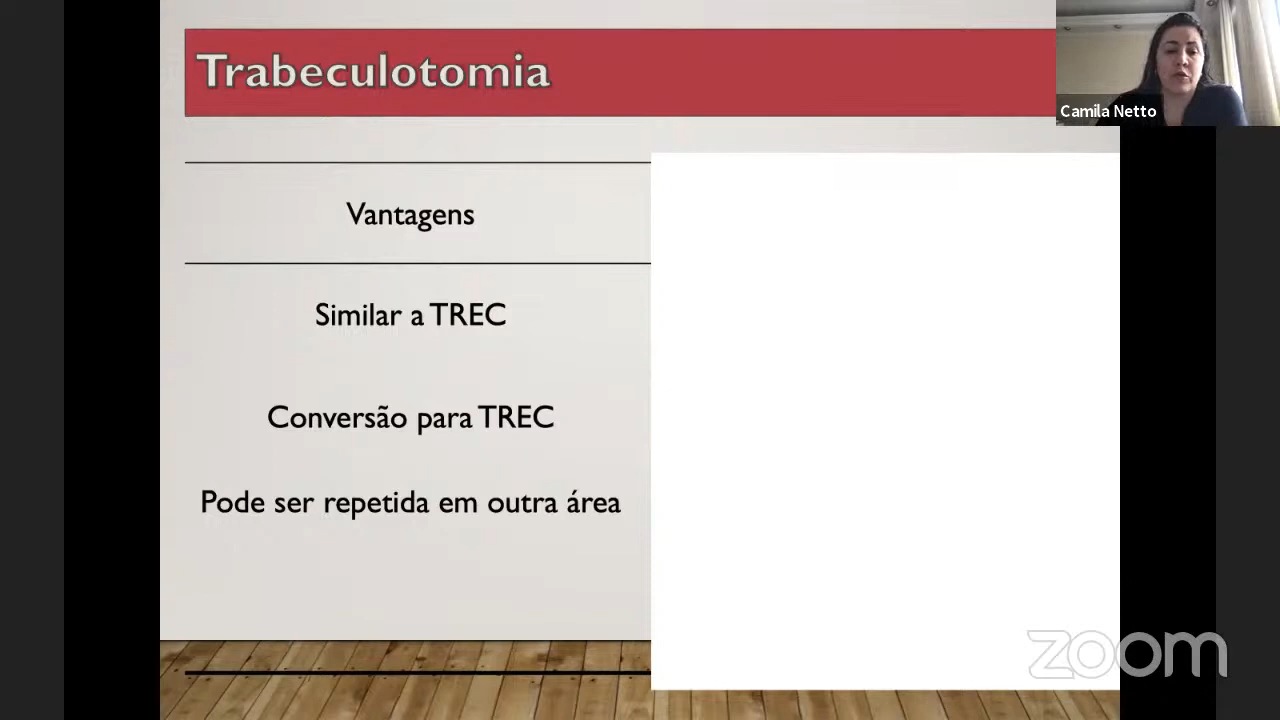 Trabeculotomia
Camila Netto
Vantagens
Similar a TREC
Conversão para TREC
Pode ser repetida em outra área
zoom